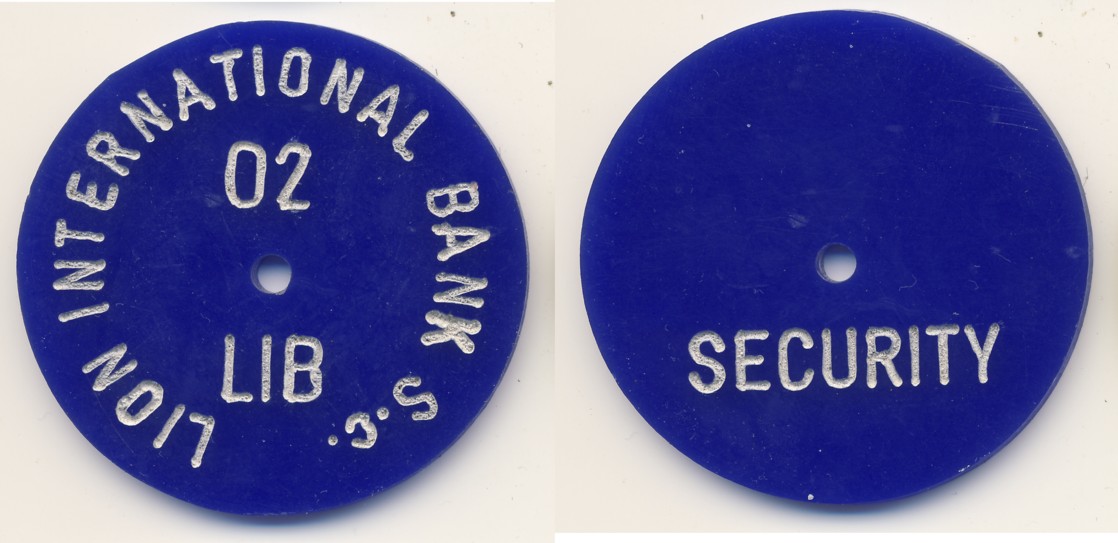 LION INTERNATIONAL BANK S.C.
02
LIB
SECURITY